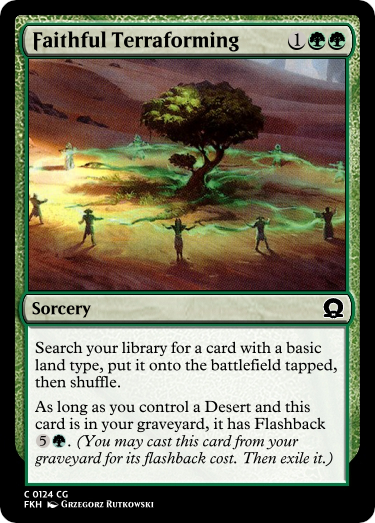 Faithful Terraforming 1
Sorcery
Search your library for a card with a basic
land type, put it onto the battlefield tapped,
then shuffle.
As long as you control a Desert and this
card is in your graveyard, it has Flashback
5. (You may cast this card from your
graveyard for its flashback cost. Then exile it.)
C 0124 CG
FKH Grzegorz Rutkowski